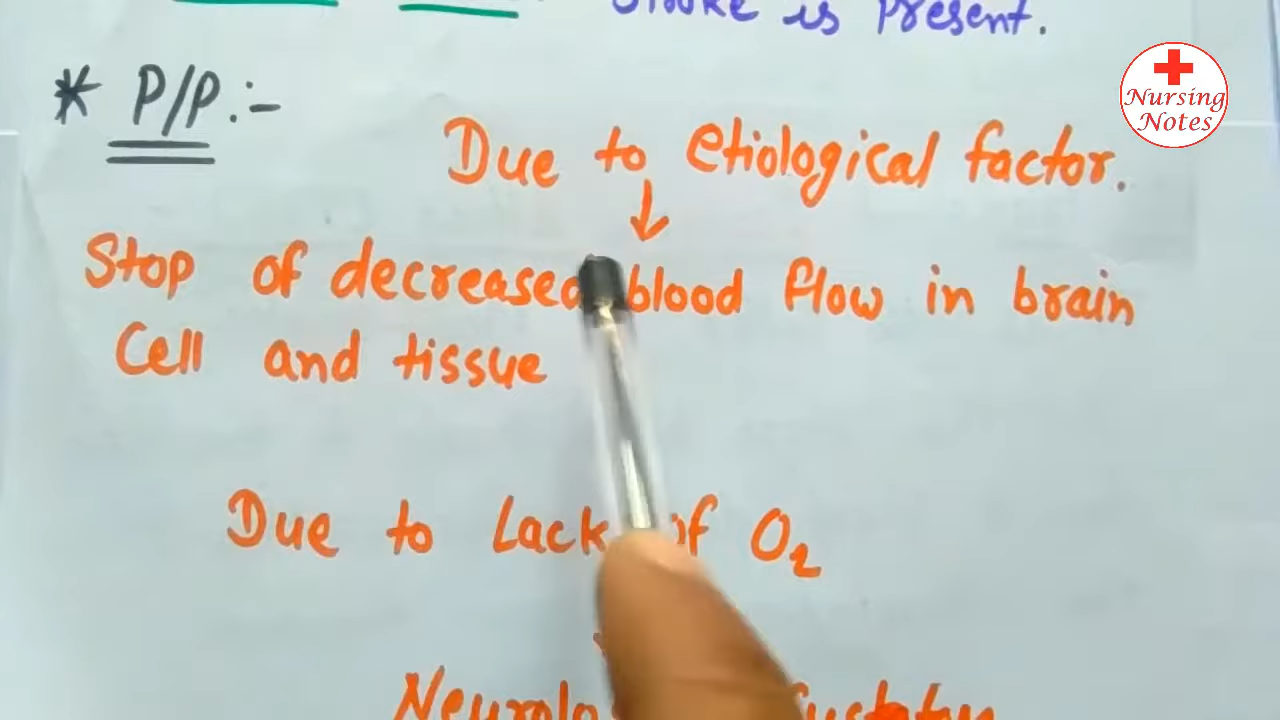 Stroke is Present.
* P/P:-
Nursing
Notes
Due to etiological factor.
↓
Stop of decreased blood flow in brain
Cell and tissue
Due to Lack of O2